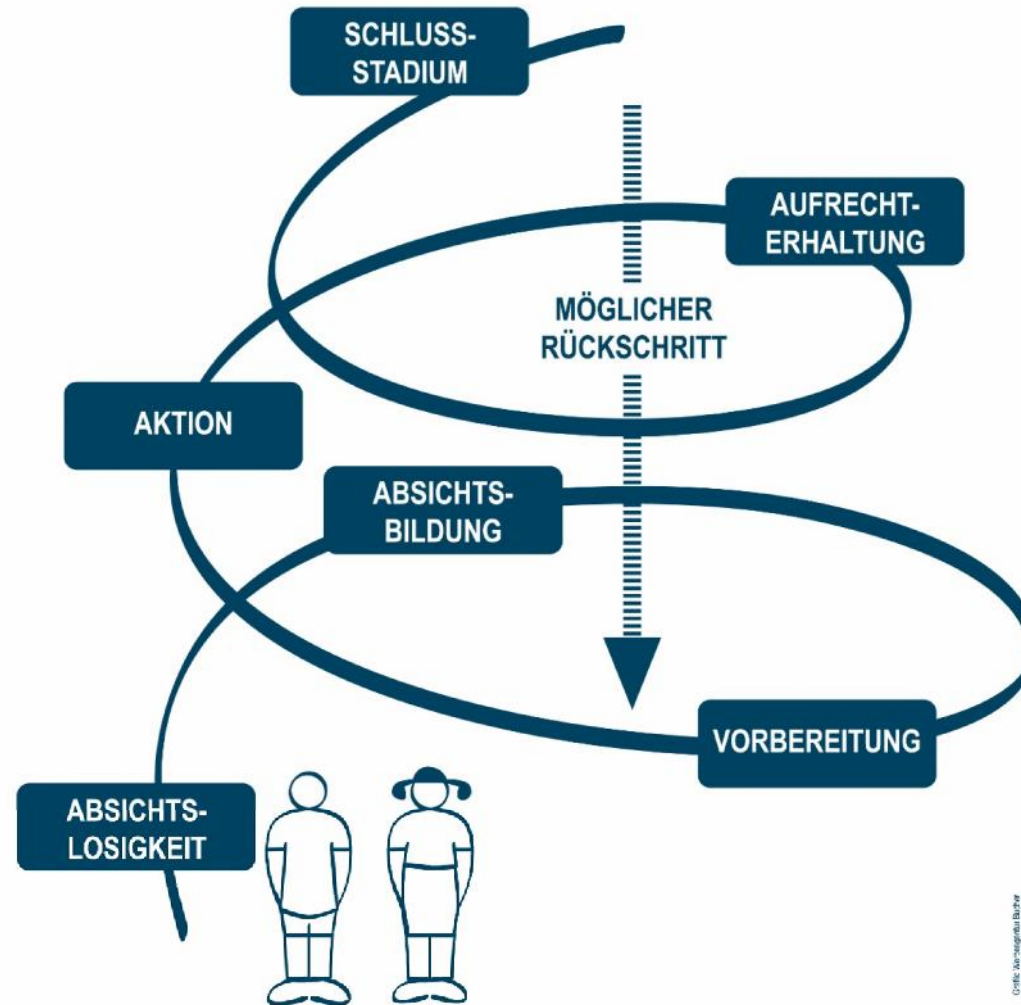 SCHLUSS-
STADIUM
AUFRECHT-
ERHALTUNG
MÖGLICHER
RÜCKSCHRITT
AKTION
ABSICHTS-
BILDUNG
VORBEREITUNG
ABSICHTS-
LOSIGKEIT